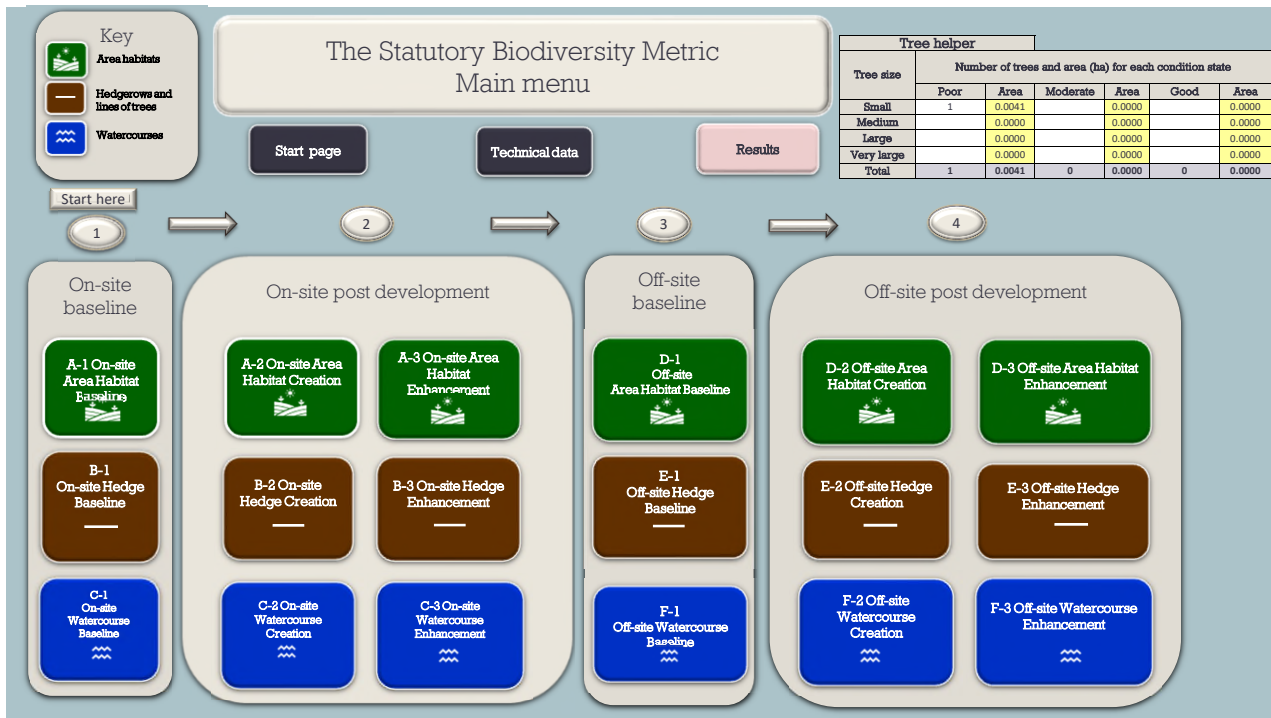 Key
Area habitats
Hedgerows and
lines of trees
Watercourses
The Statutory Biodiversity Metric
Main menu
Start page
Technical data
Results
Tree helper
Tree size
Number of trees and area (ha) for each condition state
Poor Area Moderate Area Good Area
Small 1 0.0041 0.0000 0.0000
Medium 0.0000 0.0000 0.0000
Large 0.0000 0.0000 0.0000
Very large 0.0000 0.0000 0.0000
Total 1 0.0041 0 0.0000 0 0.0000
Start here
1
2
3
4
On-site
baseline
A-1 On-site
Area Habitat
Baseline
B-1
On-site Hedge
Baseline
C-1
On-site
Watercourse
Baseline
On-site post development
A-2 On-site Area
Habitat Creation
A-3 On-site Area
Habitat
Enhancement
B-2 On-site
Hedge Creation
B-3 On-site Hedge
Enhancement
C-2 On-site
Watercourse
Creation
C-3 On-site
Watercourse
Enhancement
Off-site
baseline
D-1
Off-site
Area Habitat Baseline
E-1
Off-site Hedge
Baseline
F-1
Off-site Watercourse
Baseline
Off-site post development
D-2 Off-site Area
Habitat Creation
D-3 Off-site Area Habitat
Enhancement
E-2 Off-site Hedge
Creation
E-3 Off-site Hedge
Enhancement
F-2 Off-site
Watercourse
Creation
F-3 Off-site Watercourse
Enhancement